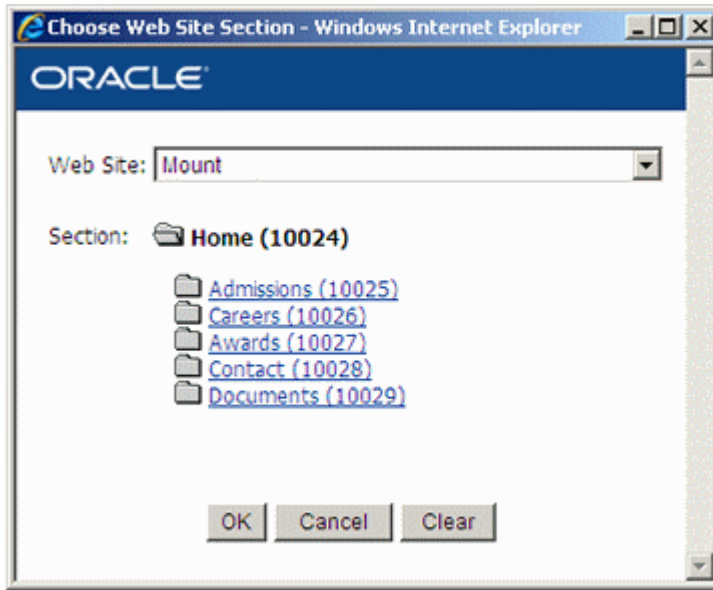 Choose Web Site Section - Windows Internet Explorer
ORACLE
Web Site: Mount
Section: Home (10024)
Admissions (10025)
Careers (10026)
Awards (10027)
Contact (10028)
Documents (10029)
OK Cancel Clear